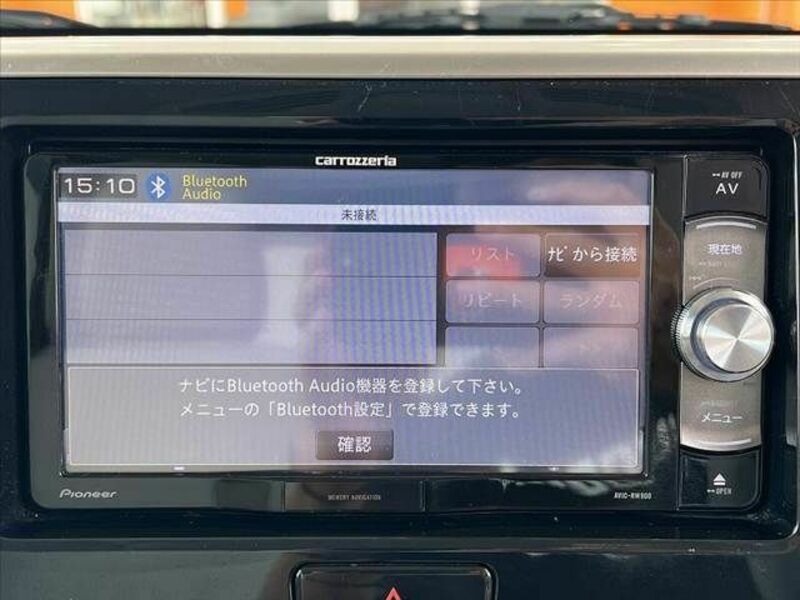 carrozzeria
15:10
Bluetooth
Audio
未接続
リスト
ナビから接続
リピート
ランダム
ナビにBluetooth Audio機器を登録して下さい。
メニューの「Bluetooth設定」で登録できます。
確認
AV OFF
AV
現在地
メニュー
OPEN
Pioneer
MEMORY NAVIGATION
AVIC-RW900